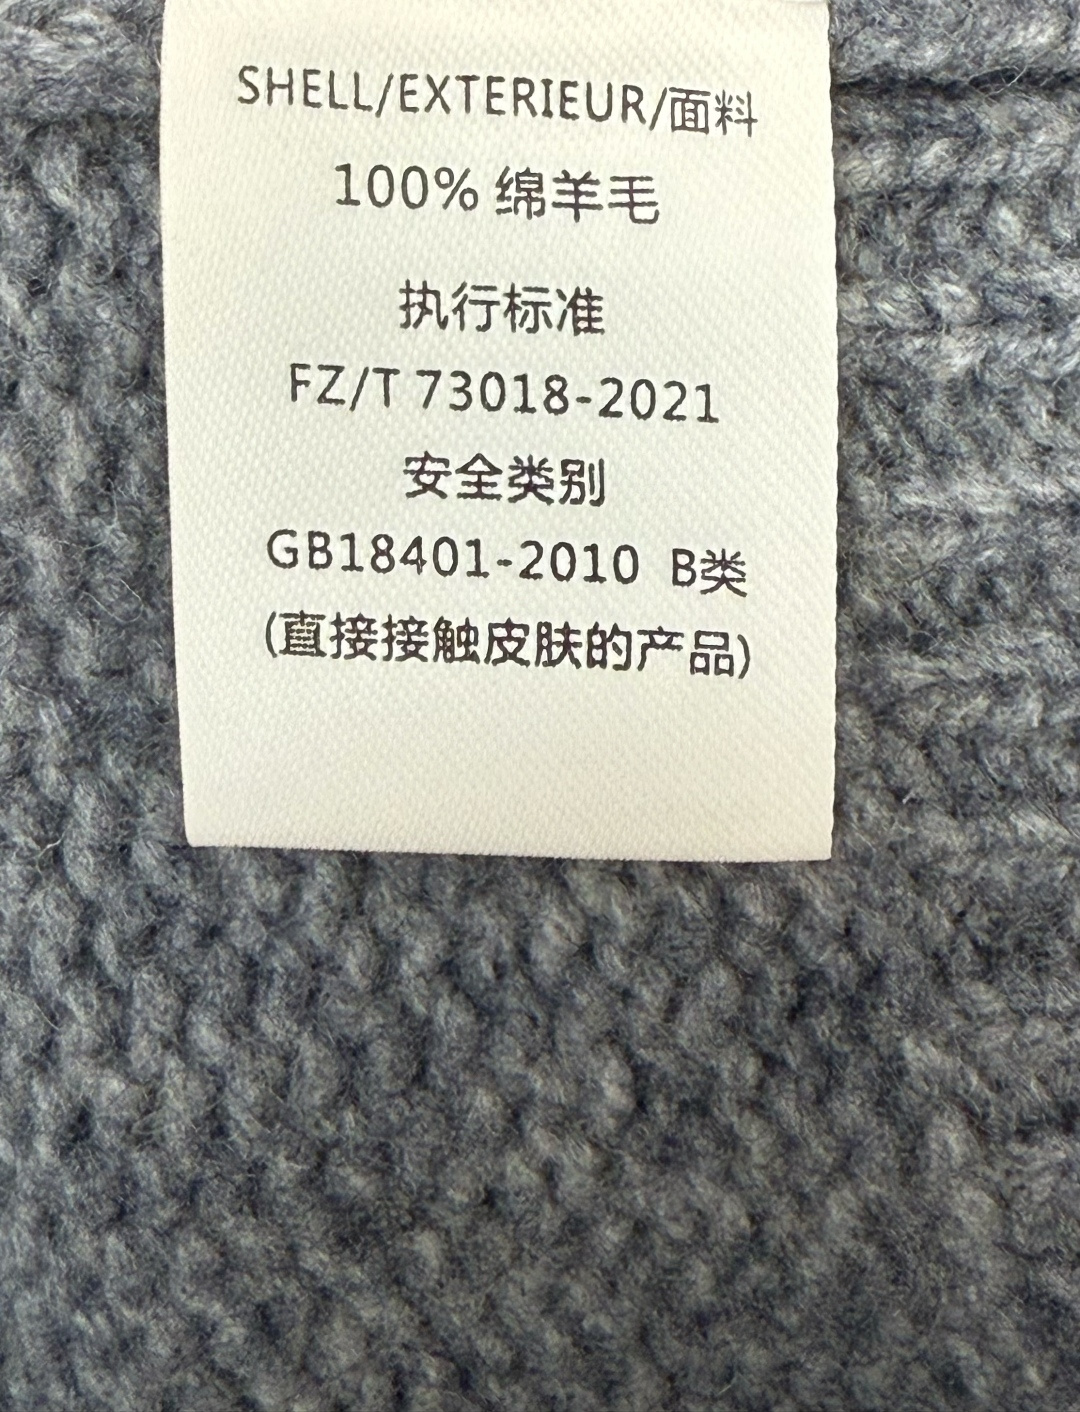 SHELL/EXTERIEUR/面料
100% 绵羊毛
执行标准
FZ/T 73018-2021
安全类别
GB18401-2010 B类
(直接接触皮肤的产品)